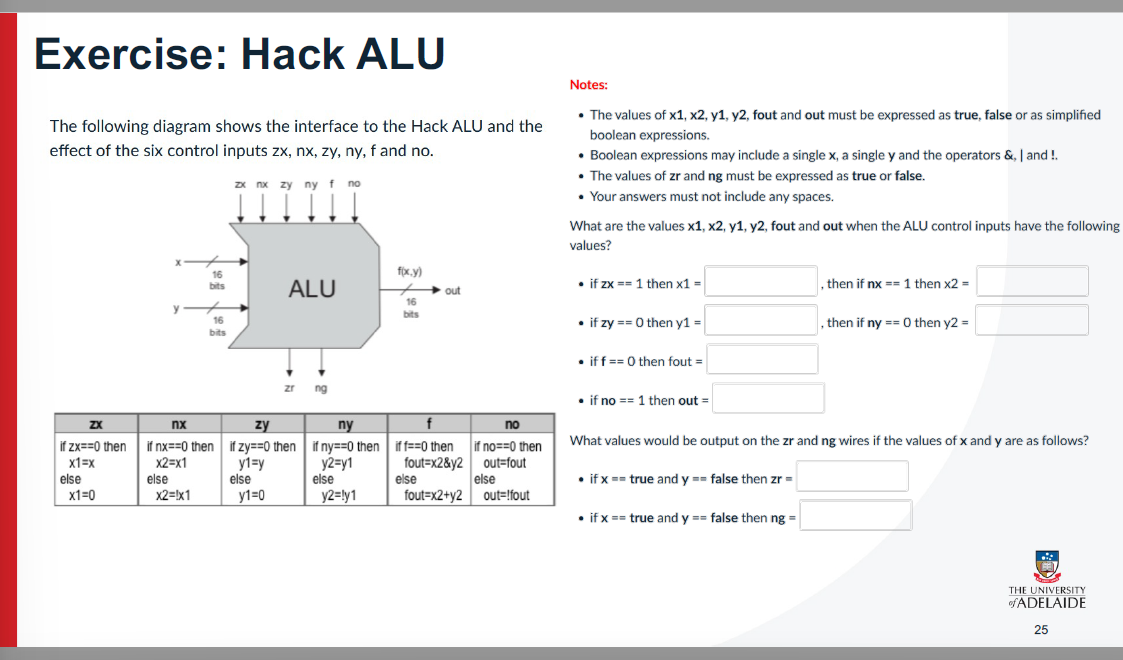 Exercise: Hack ALU
The following diagram shows the interface to the Hack ALU and the
effect of the six control inputs zx, nx, zy, ny, f and no.
zx nx zy ny f no
x
16
bits
y
16
bits
ALU
f(x,y)
out
16
bits
zr ng
zx nx zy ny f no
if zx==0 then if nx==0 then if zy==0 then if ny==0 then if f==0 then if no==0 then
x1=x x2=x1 y1=y y2=y1 fout=x2&y2 out=fout
else else else else else else
x1=0 x2=!x1 y1=0 y2=!y1 fout=x2+y2 out=!fout
Notes:
• The values of x1, x2, y1, y2, fout and out must be expressed as true, false or as simplified
boolean expressions.
• Boolean expressions may include a single x, a single y and the operators &, | and !.
• The values of zr and ng must be expressed as true or false.
• Your answers must not include any spaces.
What are the values x1, x2, y1, y2, fout and out when the ALU control inputs have the following
values?
• if zx == 1 then x1 = , then if nx == 1 then x2 =
• if zy == 0 then y1 = , then if ny == 0 then y2 =
• if f == 0 then fout =
• if no == 1 then out =
What values would be output on the zr and ng wires if the values of x and y are as follows?
• if x == true and y == false then zr =
• if x == true and y == false then ng =
THE UNIVERSITY
of ADELAIDE
25